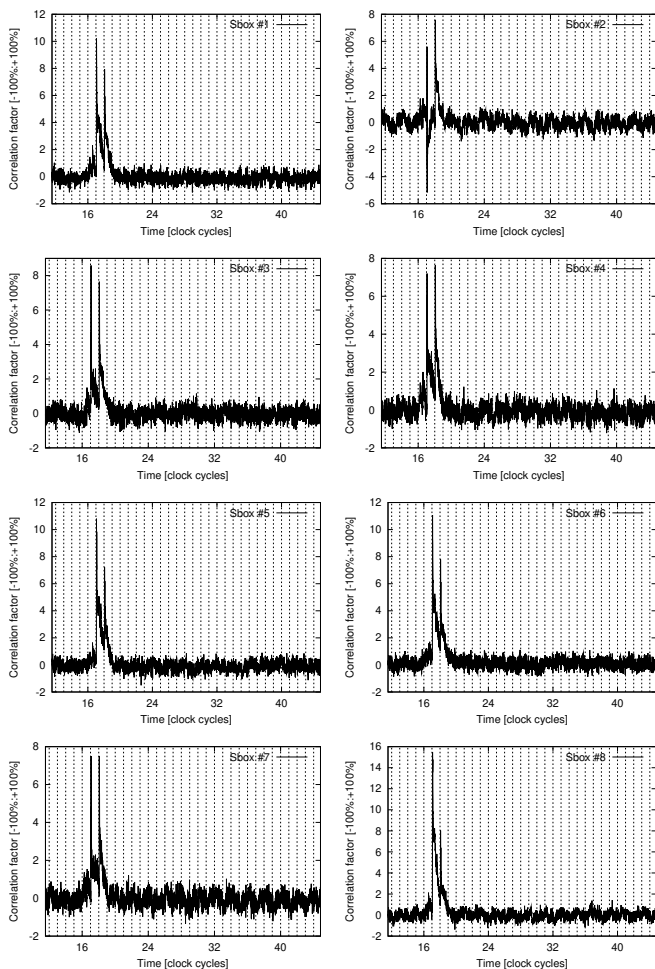 12
10
8
6
4
2
0
-2
16 24 32 40
Correlation factor [-100%:+100%]
Time [clock cycles]
Sbox #1
8
6
4
2
0
-2
-4
-6
16 24 32 40
Correlation factor [-100%:+100%]
Time [clock cycles]
Sbox #2
8
6
4
2
0
-2
16 24 32 40
Correlation factor [-100%:+100%]
Time [clock cycles]
Sbox #3
8
6
4
2
0
-2
16 24 32 40
Correlation factor [-100%:+100%]
Time [clock cycles]
Sbox #4
12
10
8
6
4
2
0
-2
16 24 32 40
Correlation factor [-100%:+100%]
Time [clock cycles]
Sbox #5
12
10
8
6
4
2
0
-2
16 24 32 40
Correlation factor [-100%:+100%]
Time [clock cycles]
Sbox #6
8
6
4
2
0
-2
16 24 32 40
Correlation factor [-100%:+100%]
Time [clock cycles]
Sbox #7
16
14
12
10
8
6
4
2
0
-2
16 24 32 40
Correlation factor [-100%:+100%]
Time [clock cycles]
Sbox #8